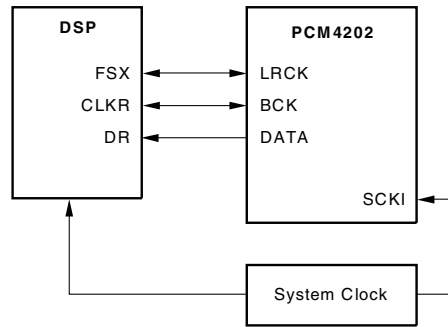 DSP
FSX
CLKR
DR
PCM4202
LRCK
BCK
DATA
SCKI
System Clock